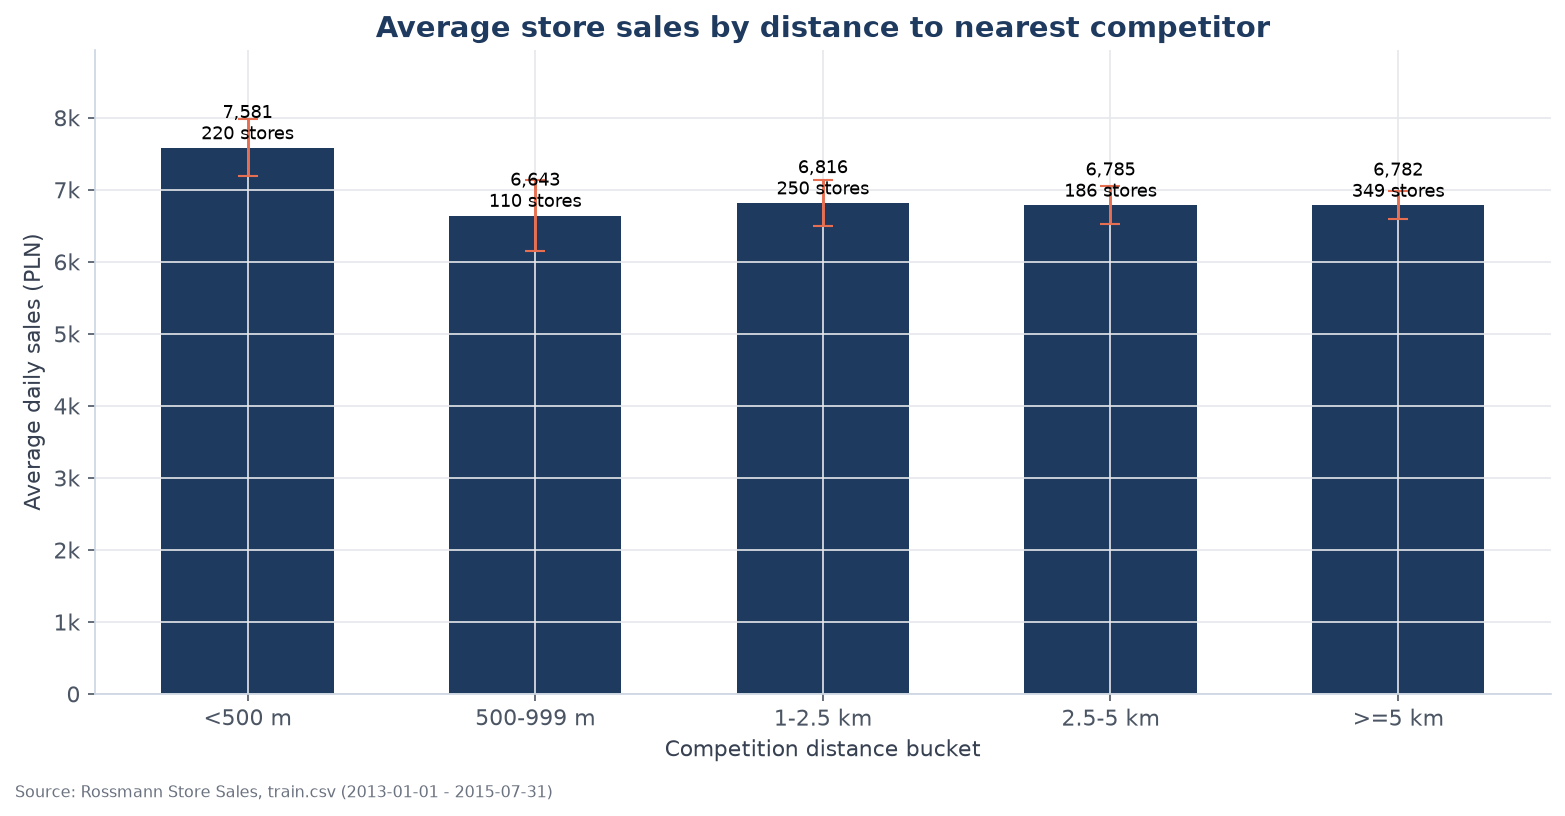 Average store sales by distance to nearest competitor
Average daily sales (PLN)
8k
7k
6k
5k
4k
3k
2k
1k
0
7,581
220 stores
6,643
110 stores
6,816
250 stores
6,785
186 stores
6,782
349 stores
<500 m
500-999 m
1-2.5 km
2.5-5 km
>=5 km
Competition distance bucket
Source: Rossmann Store Sales, train.csv (2013-01-01 - 2015-07-31)